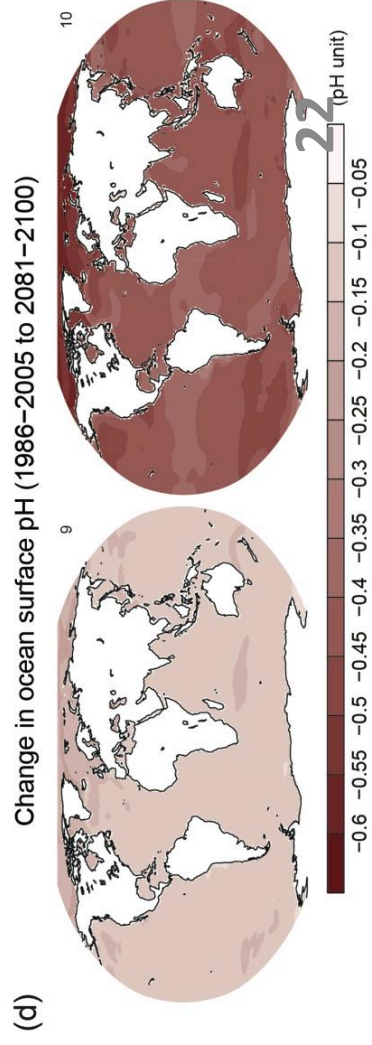 (d)
Change in ocean surface pH (1986−2005 to 2081−2100)
9
10
(pH unit)
−0.6 −0.55 −0.5 −0.45 −0.4 −0.35 −0.3 −0.25 −0.2 −0.15 −0.1 −0.05
22